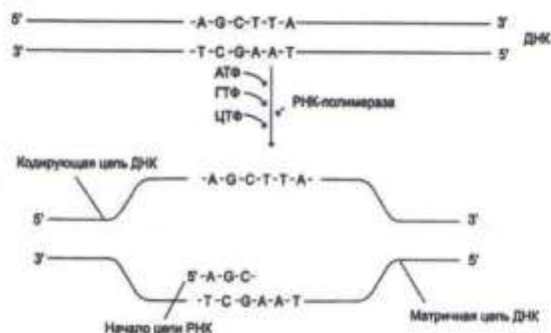 5' -A-G-C-T-T-A- 3'
ДНК
3' -T-C-G-A-A-T- 5'
АТФ
ГТФ
РНК-полимераза
ЦТФ
Кодирующая цепь ДНК
-A-G-C-T-T-A-
5' 3'
3' 5'
5'-A-G-C-
-T-C-G-A-A-T-
Начало цепи РНК
Матричная цепь ДНК